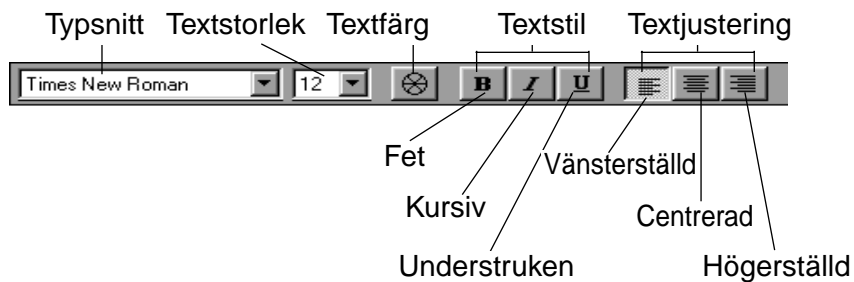 Typsnitt Textstorlek Textfärg Textstil Textjustering
Times New Roman 12 B I U
Fet Vänsterställd
Kursiv Centrerad
Understruken Högerställd